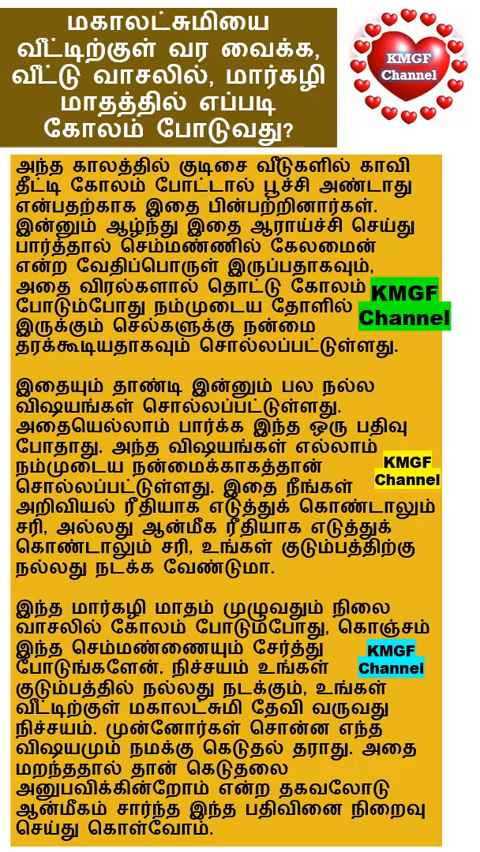 மகாலட்சுமியை
வீட்டிற்குள் வர வைக்க,
வீட்டு வாசலில், மார்கழி
மாதத்தில் எப்படி
கோலம் போடுவது?
KMGF
Channel
அந்த காலத்தில் குடிசை வீடுகளில் காவி
தீட்டி கோலம் போட்டால் பூச்சி அண்டாது
என்பதற்காக இதை பின்பற்றினார்கள்.
இன்னும் ஆழ்ந்து இதை ஆராய்ச்சி செய்து
பார்த்தால் செம்மண்ணில் கேலமைன்
என்ற வேதிப்பொருள் இருப்பதாகவும்,
அதை விரல்களால் தொட்டு கோலம்
போடும்போது நம்முடைய தோளில்
இருக்கும் செல்களுக்கு நன்மை
தரக்கூடியதாகவும் சொல்லப்பட்டுள்ளது.
KMGF
Channel
இதையும் தாண்டி இன்னும் பல நல்ல
விஷயங்கள் சொல்லப்பட்டுள்ளது.
அதையெல்லாம் பார்க்க இந்த ஒரு பதிவு
போதாது. அந்த விஷயங்கள் எல்லாம்
நம்முடைய நன்மைக்காகத்தான்
சொல்லப்பட்டுள்ளது. இதை நீங்கள்
அறிவியல் ரீதியாக எடுத்துக் கொண்டாலும்
சரி, அல்லது ஆன்மீக ரீதியாக எடுத்துக்
கொண்டாலும் சரி, உங்கள் குடும்பத்திற்கு
நல்லது நடக்க வேண்டுமா.
KMGF
Channel
இந்த மார்கழி மாதம் முழுவதும் நிலை
வாசலில் கோலம் போடும்போது, கொஞ்சம்
இந்த செம்மண்ணையும் சேர்த்து
போடுங்களேன். நிச்சயம் உங்கள்
குடும்பத்தில் நல்லது நடக்கும், உங்கள்
வீட்டிற்குள் மகாலட்சுமி தேவி வருவது
நிச்சயம். முன்னோர்கள் சொன்ன எந்த
விஷயமும் நமக்கு கெடுதல் தராது. அதை
மறந்ததால் தான் கெடுதலை
அனுபவிக்கின்றோம் என்ற தகவலோடு
ஆன்மீகம் சார்ந்த இந்த பதிவினை நிறைவு
செய்து கொள்வோம்.
KMGF
Channel